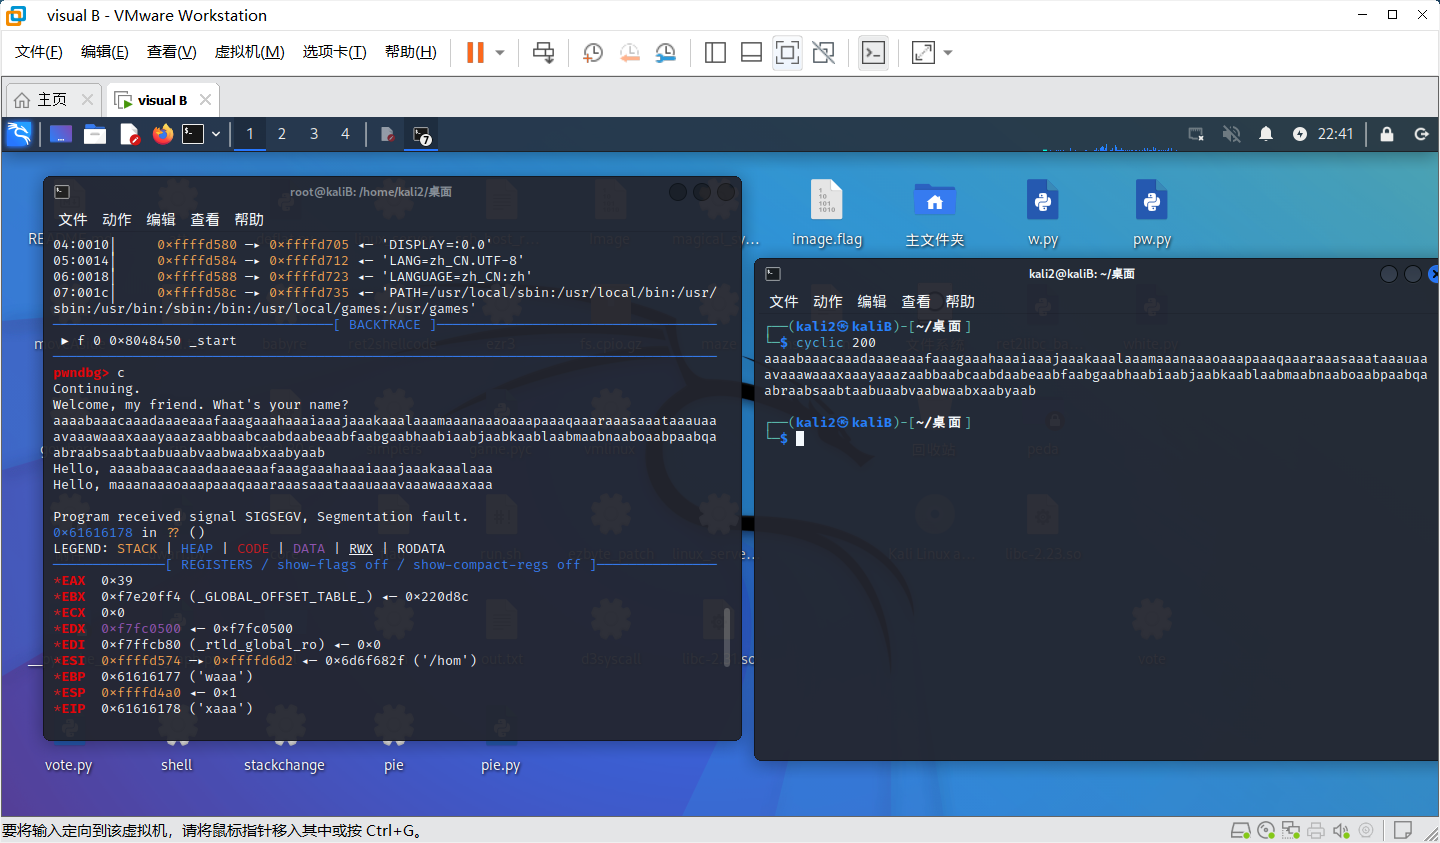 visual B - VMware Workstation
文件(F) 编辑(E) 查看(V) 虚拟机(M) 选项卡(T) 帮助(H)
主页
visual B
1 2 3 4
7
22:41
root@kaliB: /home/kali2/桌面
文件 动作 编辑 查看 帮助
04:0010│ 0×ffffd580 —▸ 0×ffffd705 ◂— 'DISPLAY=:0.0'
05:0014│ 0×ffffd584 —▸ 0×ffffd712 ◂— 'LANG=zh_CN.UTF-8'
06:0018│ 0×ffffd588 —▸ 0×ffffd723 ◂— 'LANGUAGE=zh_CN:zh'
07:001c│ 0×ffffd58c —▸ 0×ffffd735 ◂— 'PATH=/usr/local/sbin:/usr/local/bin:/usr/
sbin:/usr/bin:/sbin:/bin:/usr/local/games:/usr/games'
[ BACKTRACE ]
► f 0 0×8048450 _start
pwndbg> c
Continuing.
Welcome, my friend. What's your name?
aaaabaaacaaadaaaeaaafaaagaaahaaaiaaajaaakaaalaaamaaanaaaoaaapaaaqaaaraaasaaataaauaa
avaaawaaaxaaayaaazaabbaabcaabdaabeaabfaabgaabhaabiaabjaabkaablaabmaabnaaboaabpaabqa
abraabsaabtaabuaabvaabwaabxaabyaab
Hello, aaaabaaacaaadaaaeaaafaaagaaahaaaiaaajaaakaaalaaa
Hello, maaanaaaoaaapaaaqaaaraaasaaataaauaaavaaawaaaxaaa
Program received signal SIGSEGV, Segmentation fault.
0×61616178 in ?? ()
LEGEND: STACK | HEAP | CODE | DATA | RWX | RODATA
[ REGISTERS / show-flags off / show-compact-regs off ]
*EAX 0×39
*EBX 0×f7e20ff4 (_GLOBAL_OFFSET_TABLE_) ◂— 0×220d8c
*ECX 0×0
*EDX 0×f7fc0500 ◂— 0×f7fc0500
*EDI 0×f7ffcb80 (_rtld_global_ro) ◂— 0×0
*ESI 0×ffffd574 —▸ 0×ffffd6d2 ◂— 0×6d6f682f ('/hom')
*EBP 0×61616177 ('waaa')
*ESP 0×ffffd4a0 ◂— 0×1
*EIP 0×61616178 ('xaaa')
image.flag 主文件夹 w.py pw.py
kali2@kaliB: ~/桌面
文件 动作 编辑 查看 帮助
┌──(kali2㉿kaliB)-[~/桌面]
└─$ cyclic 200
aaaabaaacaaadaaaeaaafaaagaaahaaaiaaajaaakaaalaaamaaanaaaoaaapaaaqaaaraaasaaataaauaa
avaaawaaaxaaayaaazaabbaabcaabdaabeaabfaabgaabhaabiaabjaabkaablaabmaabnaaboaabpaabqa
abraabsaabtaabuaabvaabwaabxaabyaab
┌──(kali2㉿kaliB)-[~/桌面]
└─$
vote.py shell stackchange pie pie.py
要将输入定向到该虚拟机，请将鼠标指针移入其中或按 Ctrl+G。